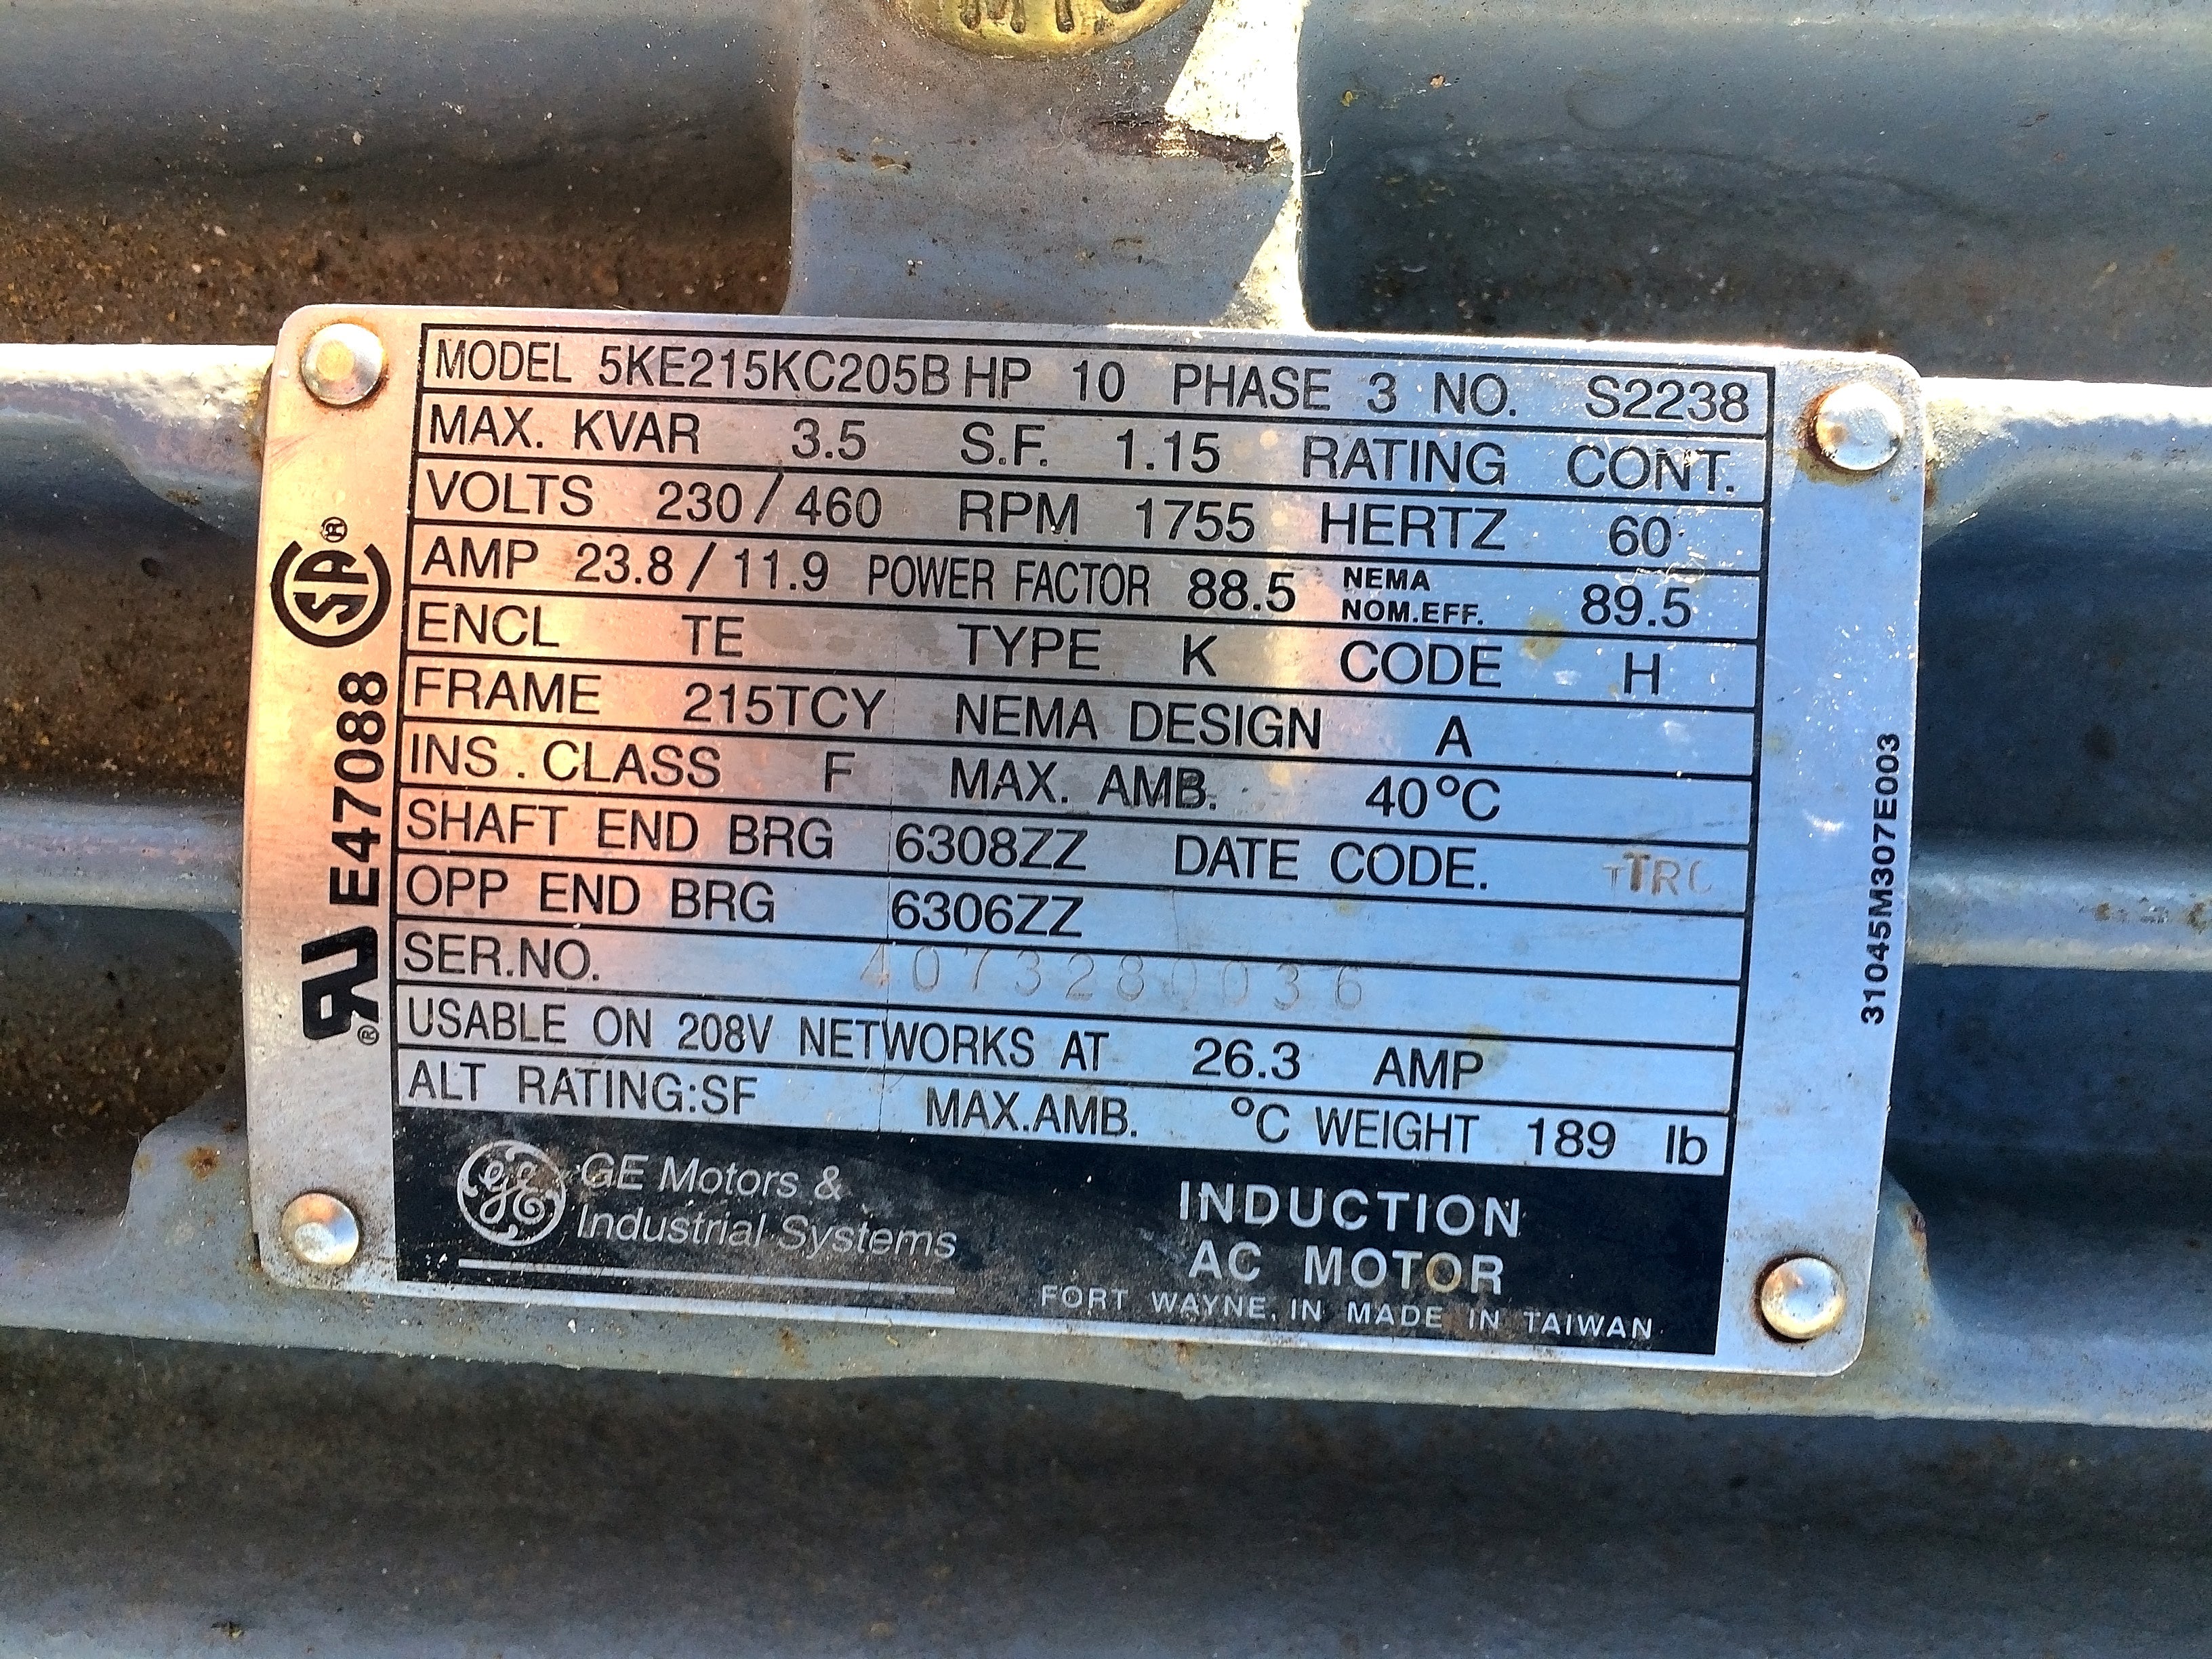 MODEL 5KE215KC205B HP 10 PHASE 3 NO. S2238
MAX. KVAR 3.5 S.F. 1.15 RATING CONT.
VOLTS 230/460 RPM 1755 HERTZ 60
AMP 23.8/11.9 POWER FACTOR 88.5 NEMA NOM.EFF. 89.5
ENCL TE TYPE K CODE H
FRAME 215TCY NEMA DESIGN A
INS. CLASS F MAX. AMB. 40°C
SHAFT END BRG 6308ZZ DATE CODE.
OPP END BRG 6306ZZ
SER.NO. 4073280036
USABLE ON 208V NETWORKS AT 26.3 AMP
ALT RATING:SF MAX.AMB. °C WEIGHT 189 lb
GE GE Motors &
Industrial Systems
INDUCTION
AC MOTOR
FORT WAYNE, IN MADE IN TAIWAN
SA®
E47088
RU®
31045M307E003